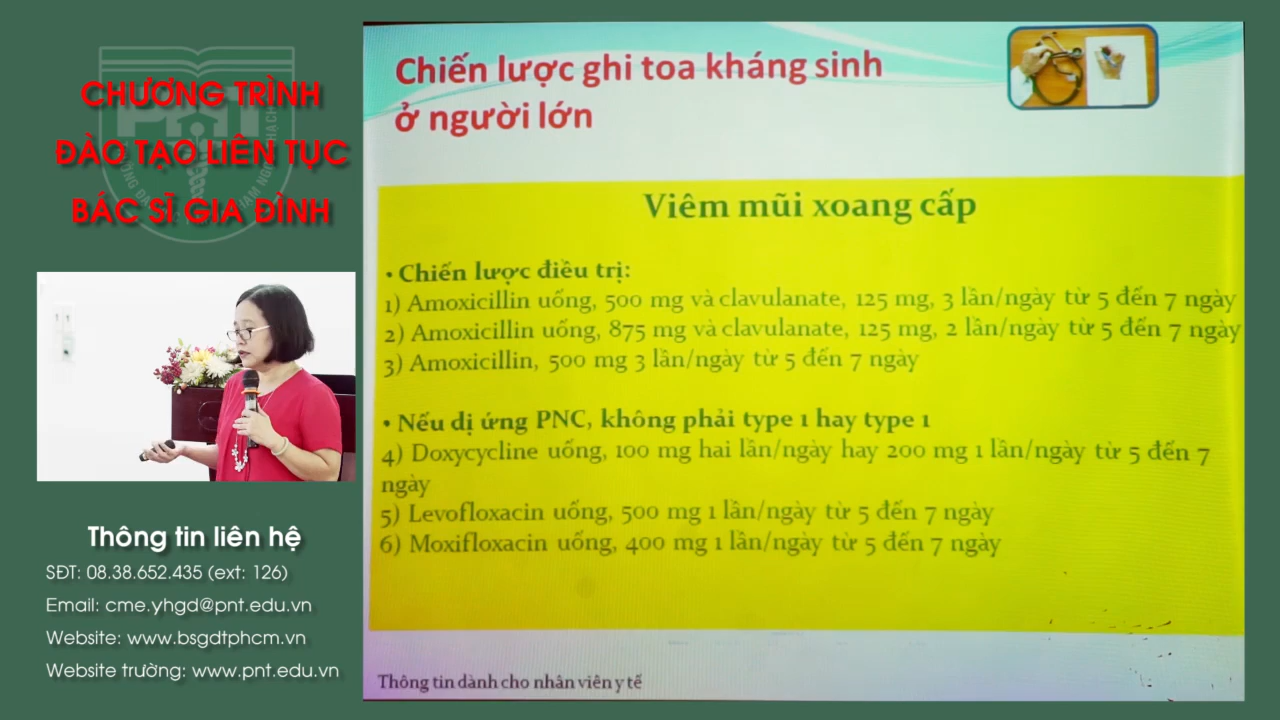 CHƯƠNG TRÌNH
ĐÀO TẠO LIÊN TỤC
BÁC SĨ GIA ĐÌNH
Thông tin liên hệ
SĐT: 08.38.652.435 (ext: 126)
Email: cme.yhgd@pnt.edu.vn
Website: www.bsgdtphcm.vn
Website trường: www.pnt.edu.vn
Chiến lược ghi toa kháng sinh
ở người lớn
Viêm mũi xoang cấp
• Chiến lược điều trị:
1) Amoxicillin uống, 500 mg và clavulanate, 125 mg, 3 lần/ngày từ 5 đến 7 ngày
2) Amoxicillin uống, 875 mg và clavulanate, 125 mg, 2 lần/ngày từ 5 đến 7 ngày
3) Amoxicillin, 500 mg 3 lần/ngày từ 5 đến 7 ngày
• Nếu dị ứng PNC, không phải type 1 hay type 1
4) Doxycycline uống, 100 mg hai lần/ngày hay 200 mg 1 lần/ngày từ 5 đến 7
ngày
5) Levofloxacin uống, 500 mg 1 lần/ngày từ 5 đến 7 ngày
6) Moxifloxacin uống, 400 mg 1 lần/ngày từ 5 đến 7 ngày
Thông tin dành cho nhân viên y tế